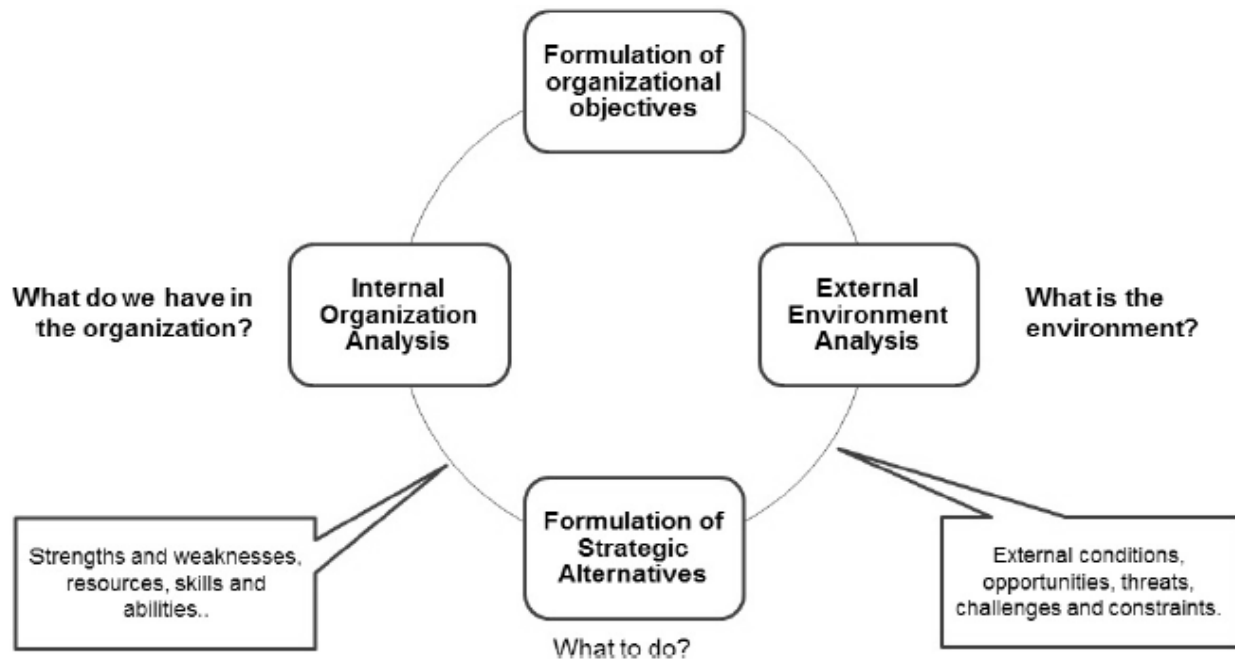 Formulation of
organizational
objectives
What do we have in
the organization?
Internal
Organization
Analysis
External
Environment
Analysis
What is the
environment?
Strengths and weaknesses,
resources, skills and
abilities..
Formulation of
Strategic
Alternatives
External conditions,
opportunities, threats,
challenges and constraints.
What to do?